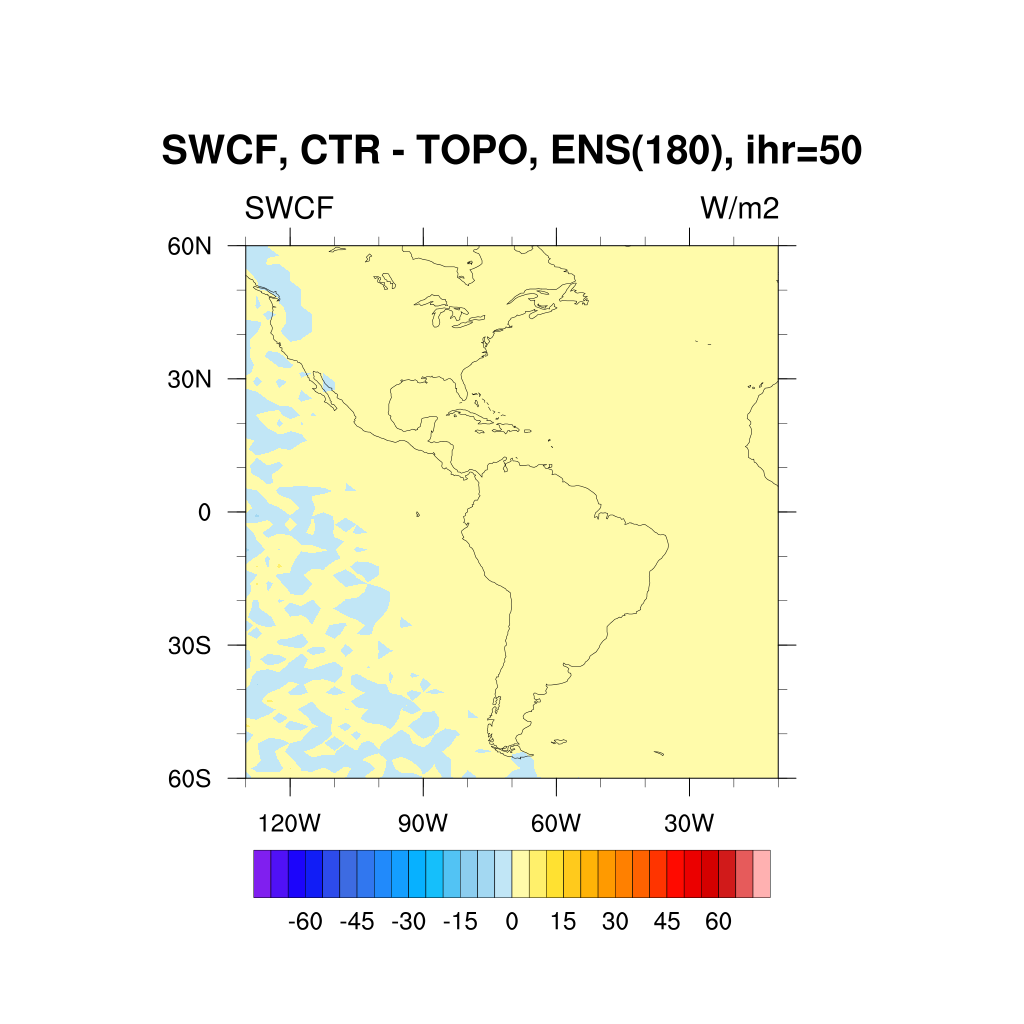 SWCF, CTR - TOPO, ENS(180), ihr=50
SWCF W/m2
60N
30N
0
30S
60S
120W 90W 60W 30W
-60 -45 -30 -15 0 15 30 45 60